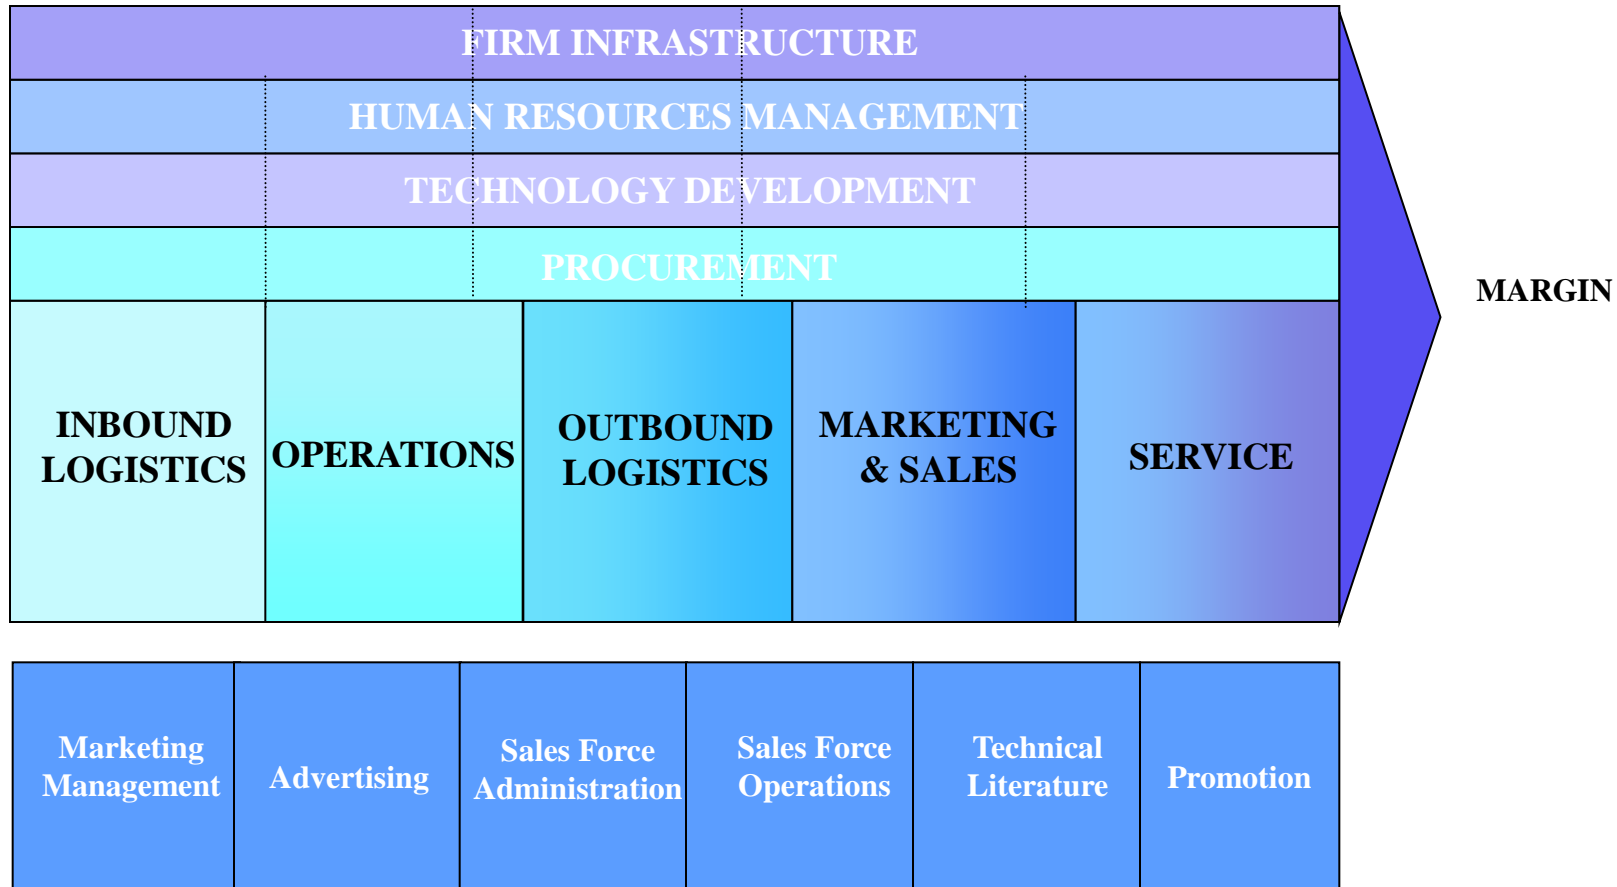 FIRM INFRASTRUCTURE
HUMAN RESOURCES MANAGEMENT
TECHNOLOGY DEVELOPMENT
PROCUREMENT
MARGIN
INBOUND
LOGISTICS
OPERATIONS
OUTBOUND
LOGISTICS
MARKETING
& SALES
SERVICE
Marketing
Management
Advertising
Sales Force
Administration
Sales Force
Operations
Technical
Literature
Promotion